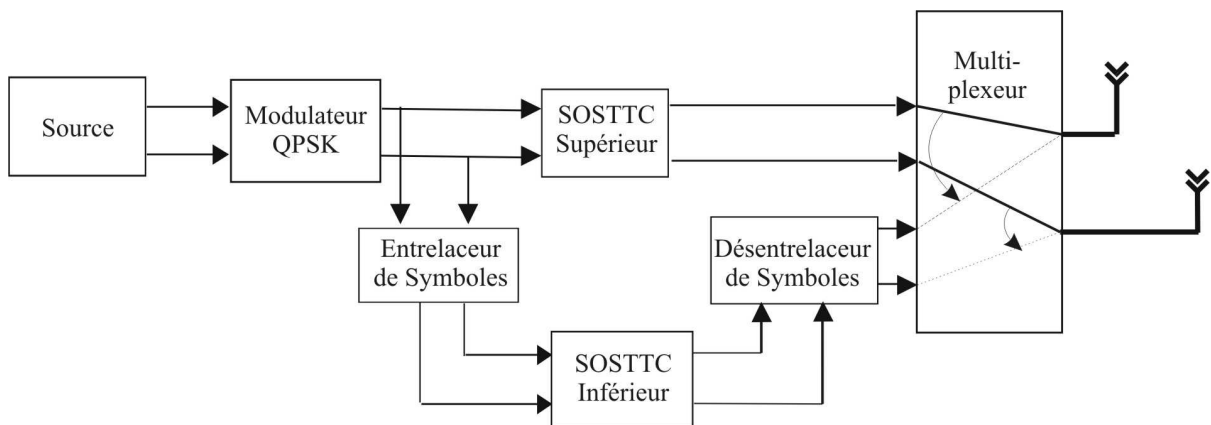 Source
Modulateur
QPSK
SOSTTC
Supérieur
Multi-
plexeur
Entrelaceur
de Symboles
Désentrelaceur
de Symboles
SOSTTC
Inférieur